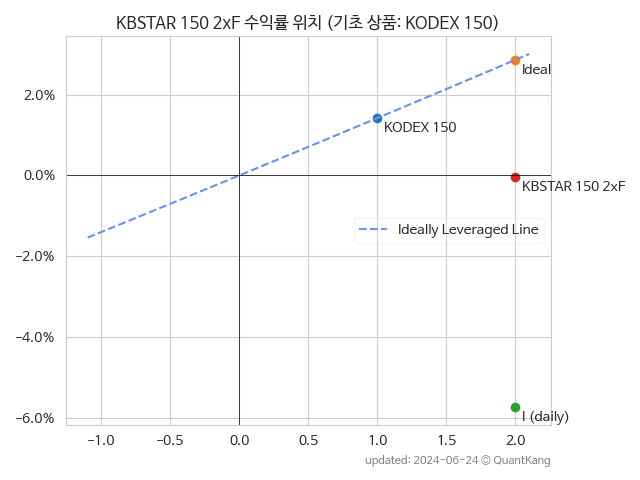 KBSTAR 150 2xF 수익률 위치 (기초 상품: KODEX 150)
Ideal
2.0%
KODEX 150
0.0%
KBSTAR 150 2xF
Ideally Leveraged Line
−2.0%
−4.0%
−6.0%
I (daily)
−1.0 −0.5 0.0 0.5 1.0 1.5 2.0
updated: 2024-06-24 © QuantKang